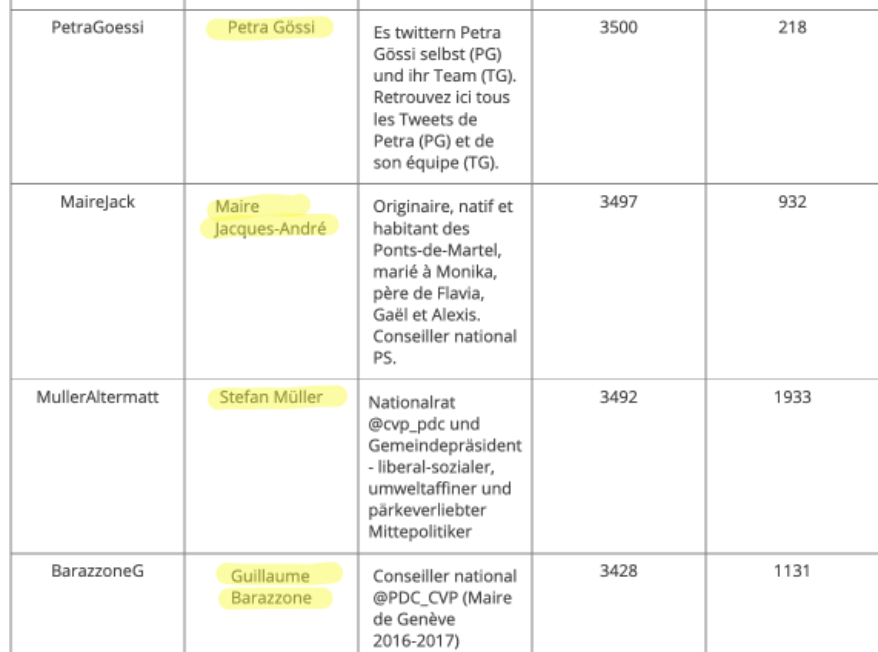 PetraGoessi
Petra Gössi
Es twittern Petra
Gössi selbst (PG)
und ihr Team (TG).
Retrouvez ici tous
les Tweets de
Petra (PG) et de
son équipe (TG).
3500
218
MaireJack
Maire
Jacques-André
Originaire, natif et
habitant des
Ponts-de-Martel,
marié à Monika,
père de Flavia,
Gaël et Alexis.
Conseiller national
PS.
3497
932
MullerAltermatt
Stefan Müller
Nationalrat
@cvp_pdc und
Gemeindepräsident
- liberal-sozialer,
umweltaffiner und
pärkeverliebter
Mittepolitiker
3492
1933
BarazzoneG
Guillaume
Barazzone
Conseiller national
@PDC_CVP (Maire
de Genève
2016-2017)
3428
1131